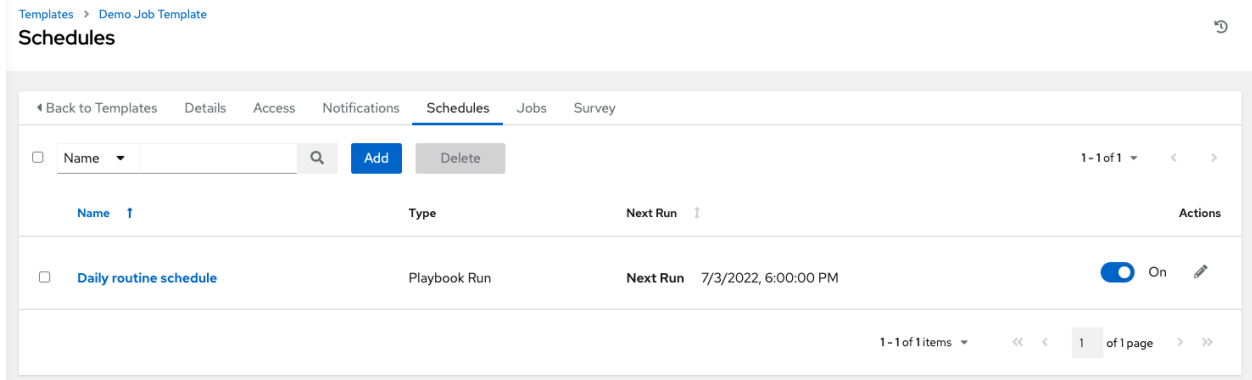 Templates > Demo Job Template
Schedules
Back to Templates Details Access Notifications Schedules Jobs Survey
Name Add Delete 1 - 1 of 1
Name Type Next Run Actions
Daily routine schedule Playbook Run Next Run 7/3/2022, 6:00:00 PM On
1 - 1 of 1 items 1 of 1 page